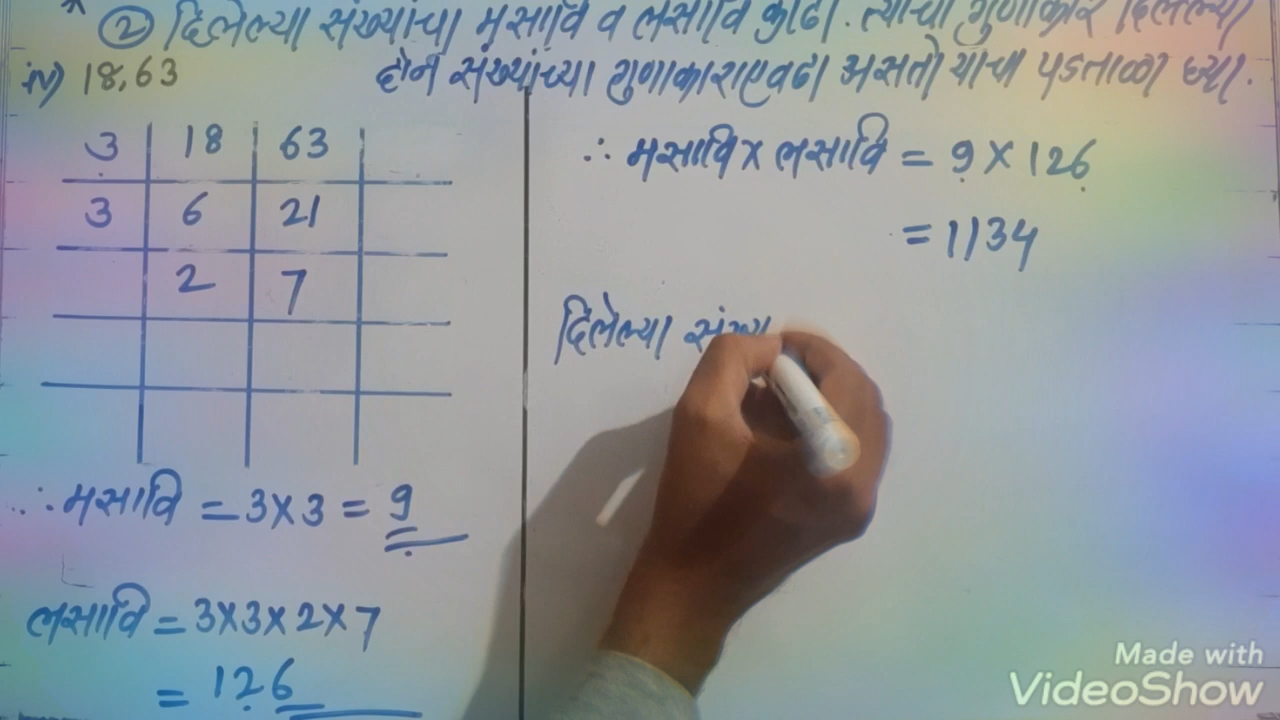 ② दिलेल्या संख्यांचा मसावि व लसावि काढा. त्यांचा गुणाकार दिलेल्या
iv) 18,63 दोन संख्यांच्या गुणाकाराएवढा असतो याचा पडताळा घ्या.
3 18 63
3 6 21
2 7
∴ मसावि = 3×3 = 9
लसावि = 3×3×2×7
= 126
∴ मसावि × लसावि = 9 × 126
= 1134
दिलेल्या संख्या
Made with
VideoShow